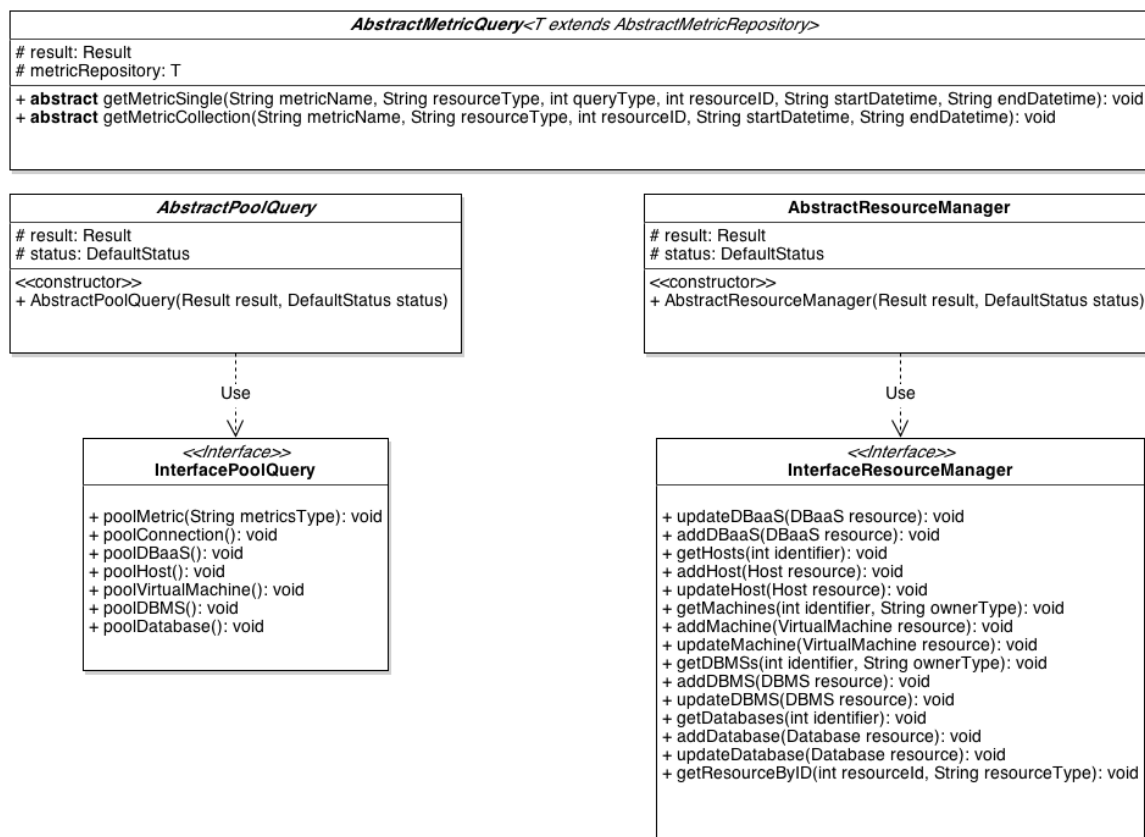 AbstractMetricQuery<T extends AbstractMetricRepository>
# result: Result
# metricRepository: T
+ abstract getMetricSingle(String metricName, String resourceType, int queryType, int resourceID, String startDatetime, String endDatetime): void
+ abstract getMetricCollection(String metricName, String resourceType, int resourceID, String startDatetime, String endDatetime): void
AbstractPoolQuery
# result: Result
# status: DefaultStatus
<<constructor>>
+ AbstractPoolQuery(Result result, DefaultStatus status)
AbstractResourceManager
# result: Result
# status: DefaultStatus
<<constructor>>
+ AbstractResourceManager(Result result, DefaultStatus status)
Use
Use
<<Interface>>
InterfacePoolQuery
+ poolMetric(String metricsType): void
+ poolConnection(): void
+ poolDBaaS(): void
+ poolHost(): void
+ poolVirtualMachine(): void
+ poolDBMS(): void
+ poolDatabase(): void
<<Interface>>
InterfaceResourceManager
+ updateDBaaS(DBaaS resource): void
+ addDBaaS(DBaaS resource): void
+ getHosts(int identifier): void
+ addHost(Host resource): void
+ updateHost(Host resource): void
+ getMachines(int identifier, String ownerType): void
+ addMachine(VirtualMachine resource): void
+ updateMachine(VirtualMachine resource): void
+ getDBMSs(int identifier, String ownerType): void
+ addDBMS(DBMS resource): void
+ updateDBMS(DBMS resource): void
+ getDatabases(int identifier): void
+ addDatabase(Database resource): void
+ updateDatabase(Database resource): void
+ getResourceByID(int resourceId, String resourceType): void